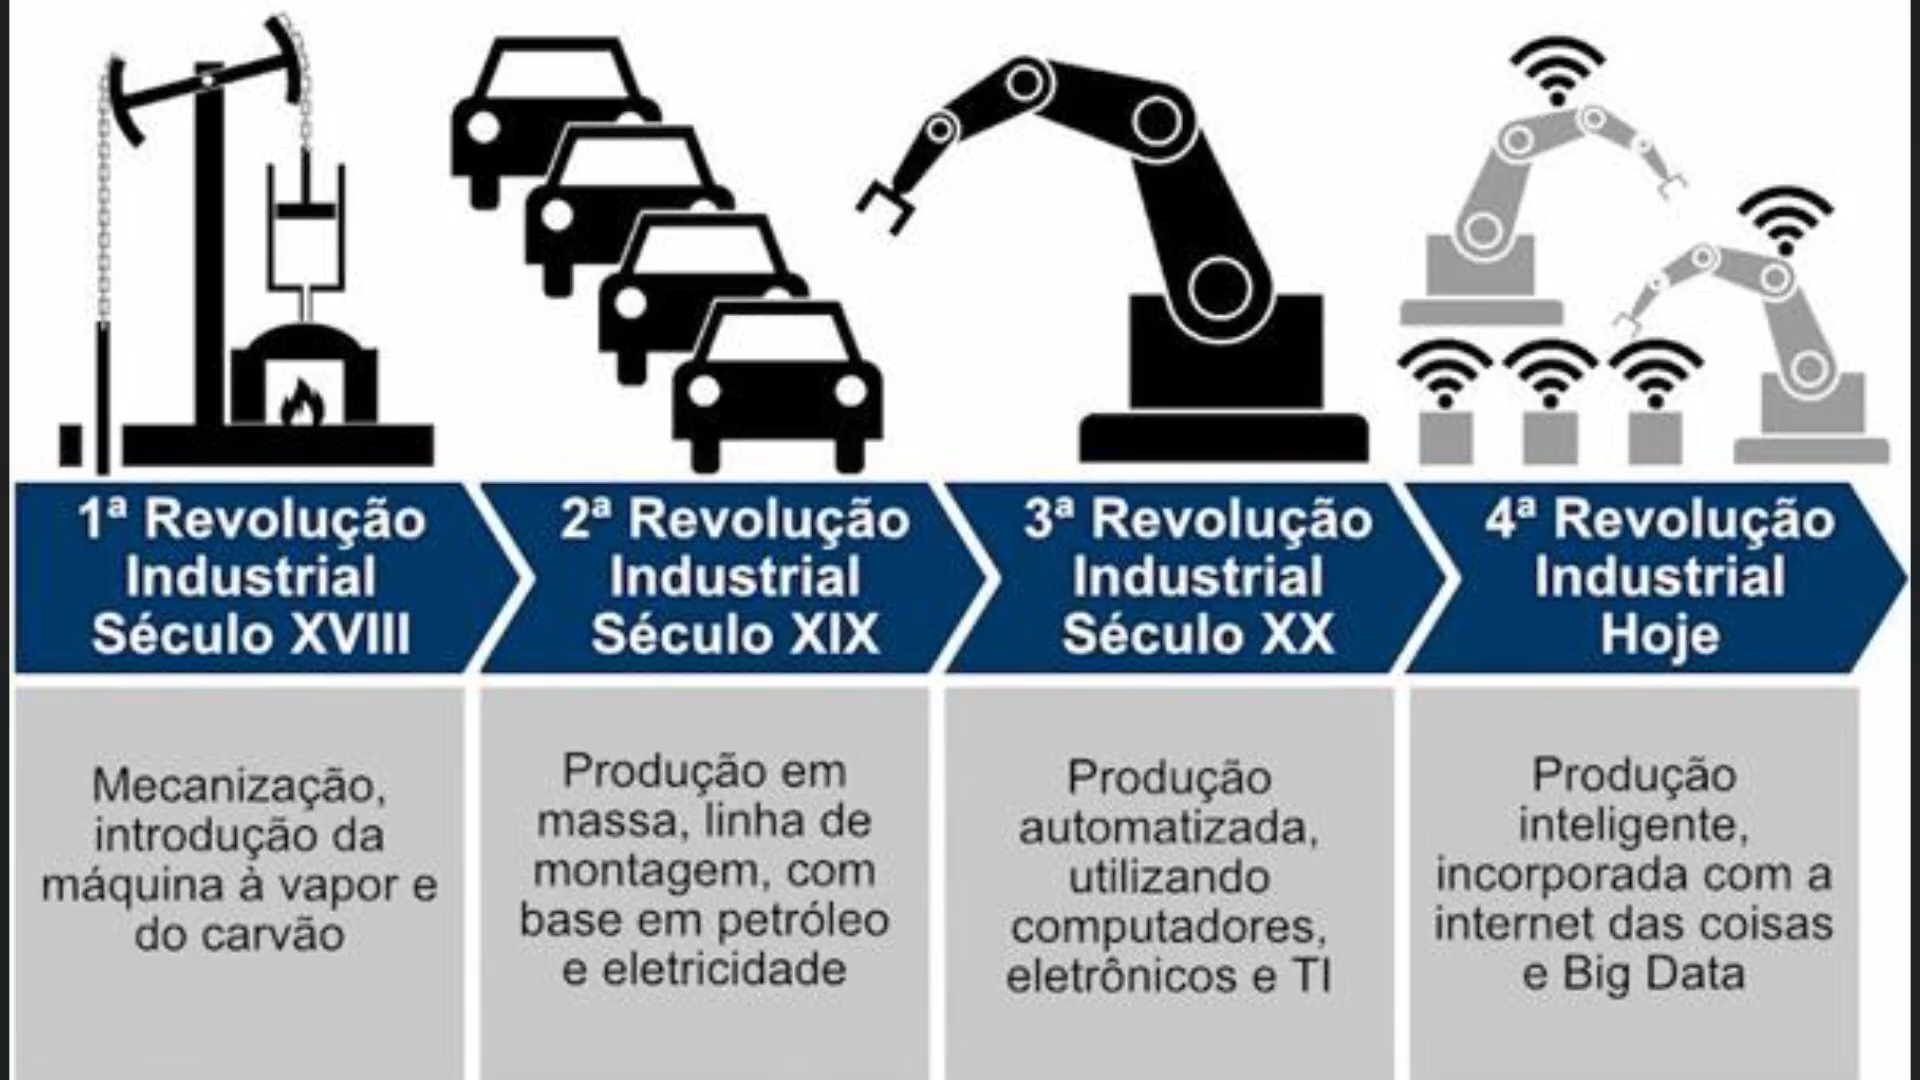 1ª Revolução
Industrial
Século XVIII
2ª Revolução
Industrial
Século XIX
3ª Revolução
Industrial
Século XX
4ª Revolução
Industrial
Hoje
Mecanização,
introdução da
máquina à vapor e
do carvão
Produção em
massa, linha de
montagem, com
base em petróleo
e eletricidade
Produção
automatizada,
utilizando
computadores,
eletrônicos e TI
Produção
inteligente,
incorporada com a
internet das coisas
e Big Data